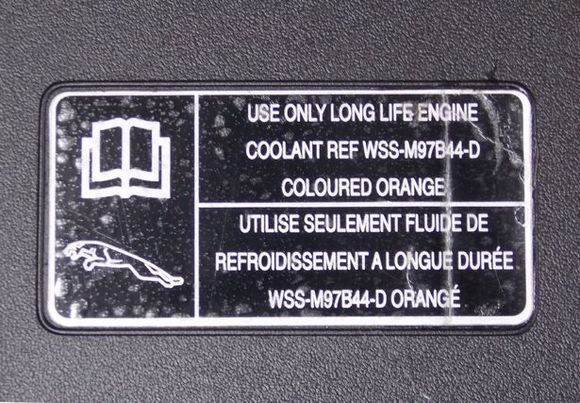 USE ONLY LONG LIFE ENGINE
COOLANT REF WSS-M97B44-D
COLOURED ORANGE
UTILISE SEULEMENT FLUIDE DE
REFROIDISSEMENT A LONGUE DURÉE
WSS-M97B44-D ORANGÉ